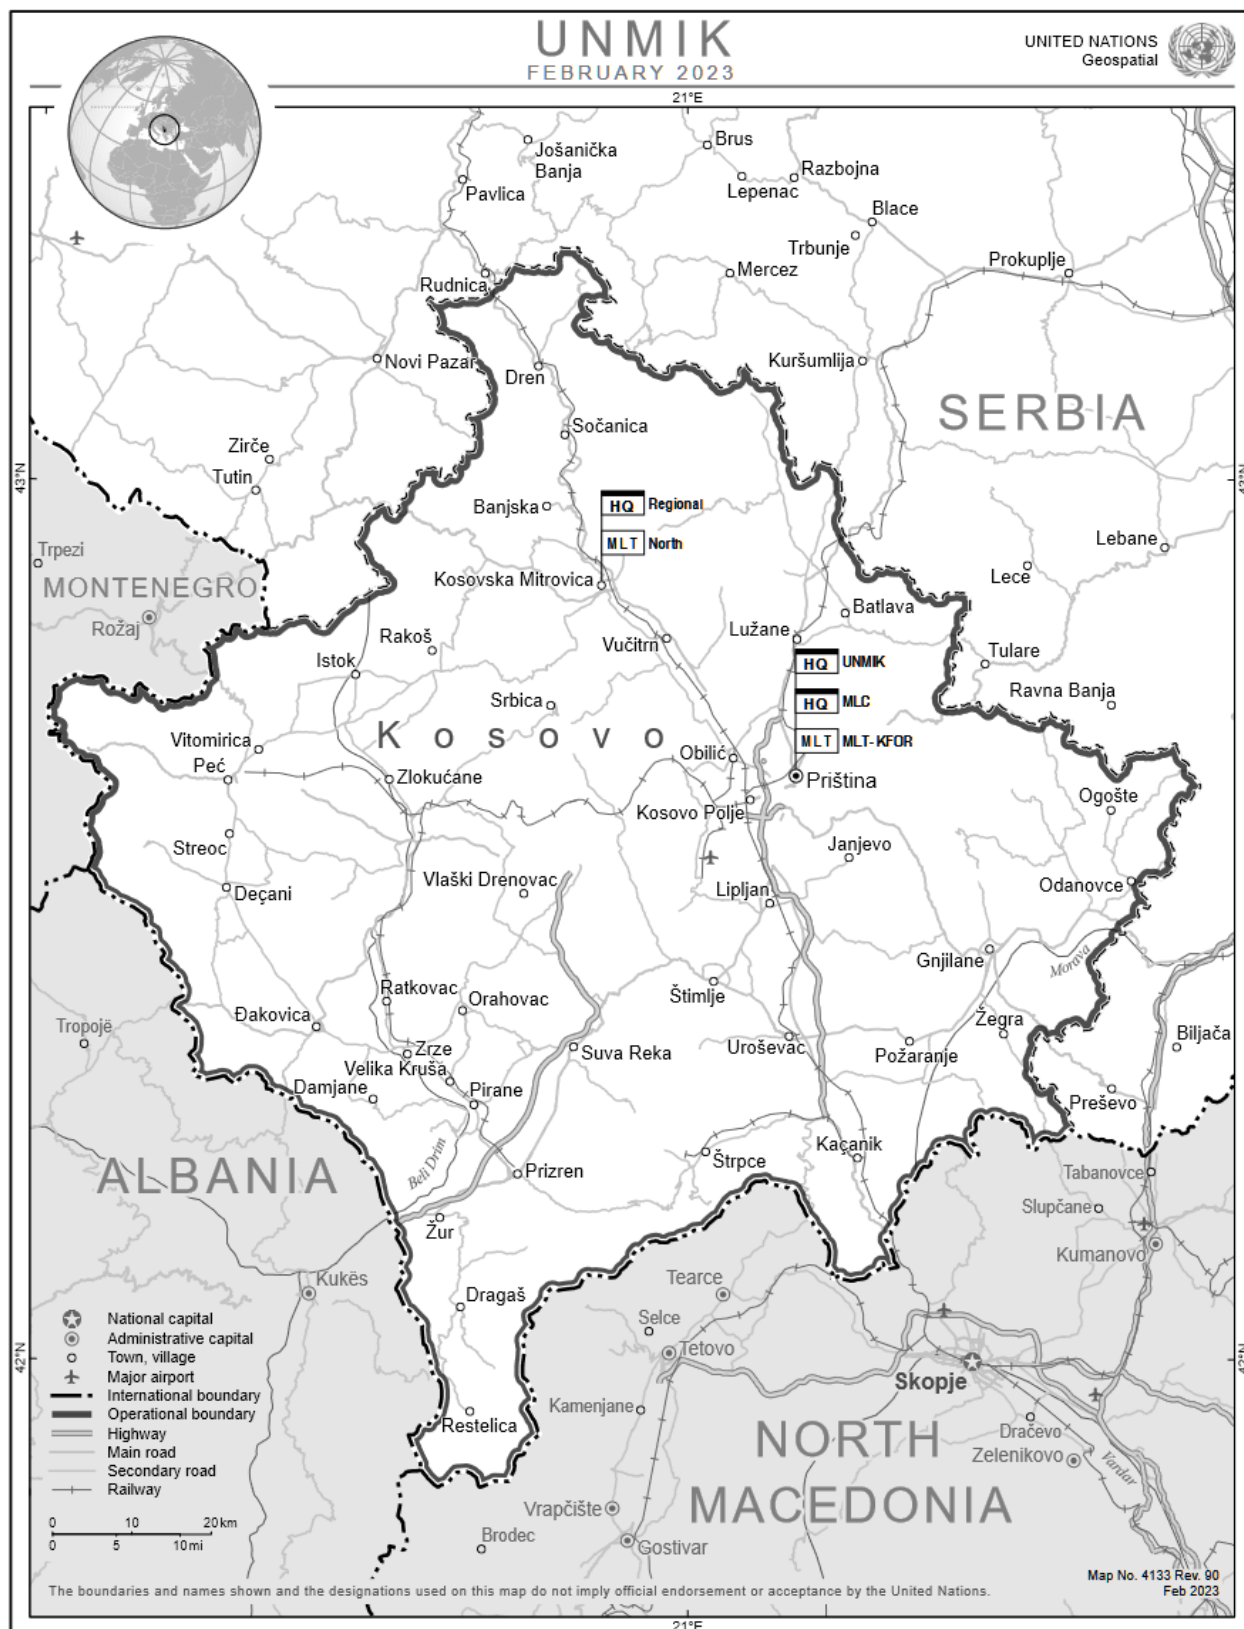 UNMIK
FEBRUARY 2023
UNITED NATIONS
Geospatial
21°E
Jošanička
Banja
Brus
Pavlica
Lepenac
Razbojna
Blace
Trbunje
Rudnica
Mercez
Prokuplje
Novi Pazar
Dren
Kuršumlija
SERBIA
Sočanica
Zirče
Tutin
43°N
43°N
Banjska
HQ Regional
MLT North
Lebane
Trpezi
MONTENEGRO
Rožaj
Kosovska Mitrovica
Lece
Batlava
Rakoš
Vučitrn
Lužane
Istok
Tulare
HQ UNMIK
Srbica
HQ MLC
Ravna Banja
Kosovo
Vitomirica
MLT MLT-KFOR
Obilić
Peć
Zlokućane
Priština
Kosovo Polje
Ogošte
Streoc
Janjevo
Deçani
Vlaški Drenovac
Lipljan
Odanovce
Gnjilane
Morava
Ratkovac
Orahovac
Štimlje
Đakovica
Tropojë
Žegra
Zrze
Suva Reka
Uroševac
Požaranje
Biljača
Velika Kruša
Damjane
Pirane
Preševo
Kaçanik
ALBANIA
Beli Drim
Prizren
Štrpce
Tabanovce
Slupčane
Žur
Kumanovo
Kukës
Tearce
Dragaš
Selce
Tetovo
42°N
42°N
Skopje
Restelica
Kamenjane
Dračevo
NORTH
MACEDONIA
Zelenikovo
Vardar
Vrapčište
Brodec
Gostivar
National capital
Administrative capital
Town, village
Major airport
International boundary
Operational boundary
Highway
Main road
Secondary road
Railway
0 10 20 km
0 5 10 mi
The boundaries and names shown and the designations used on this map do not imply official endorsement or acceptance by the United Nations.
Map No. 4133 Rev. 90
Feb 2023
21°E